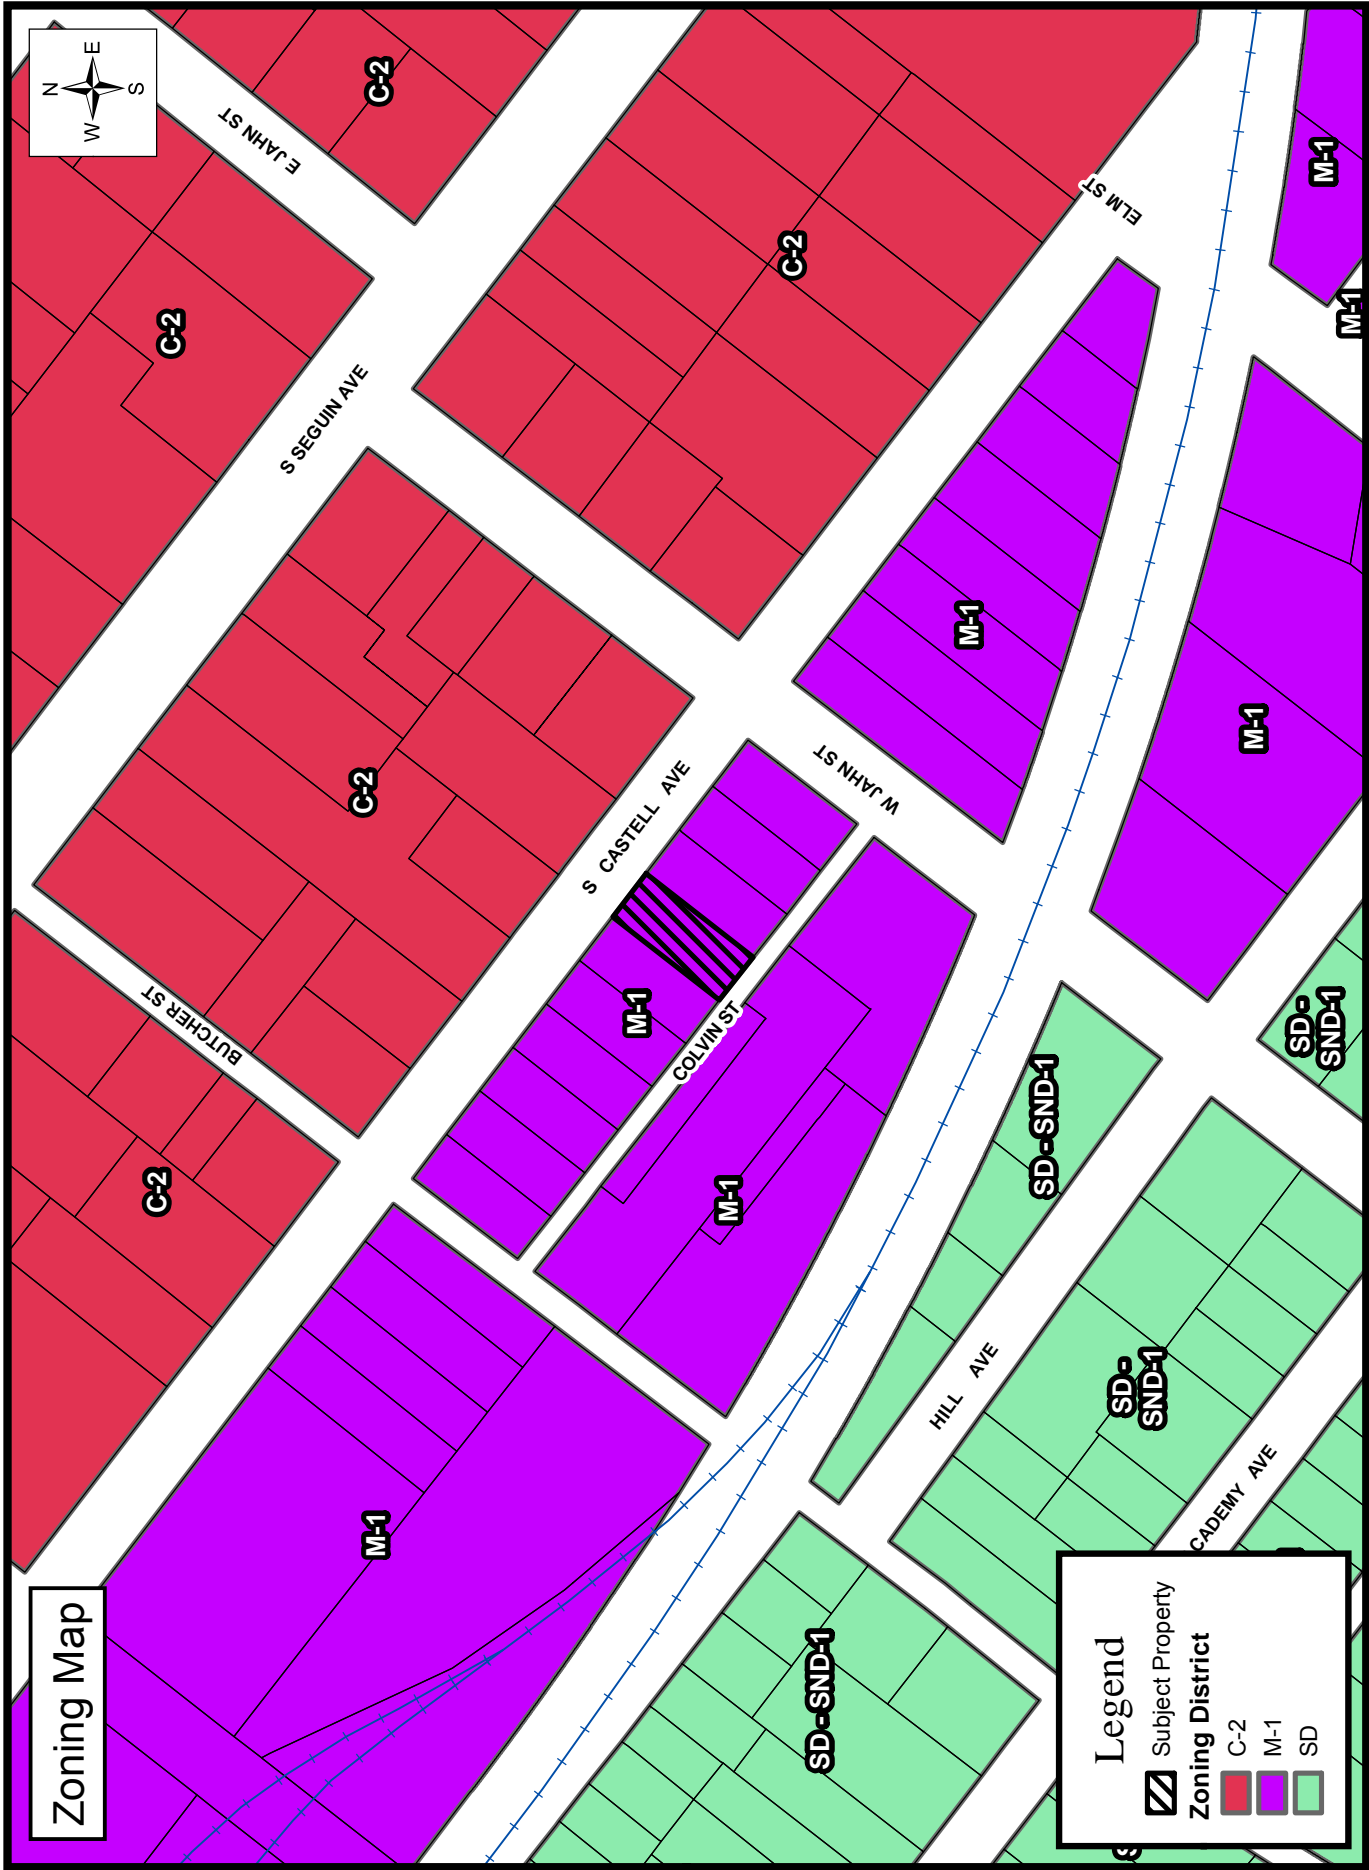 Zoning Map
N
W
E
S
C-2
C-2
C-2
C-2
BUTCHER ST
E JAHN ST
S SEGUIN AVE
M-1
C-2
M-1
S CASTELL AVE
COLVIN ST
M-1
C-2
SD - SND-1
W JAHN ST
M-1
HILL AVE
SD - SND-1
ELM ST
SD -
SND-1
CADEMY AVE
M-1
SD -
SND-1
M-1
M-1
Legend
Subject Property
Zoning District
C-2
M-1
SD